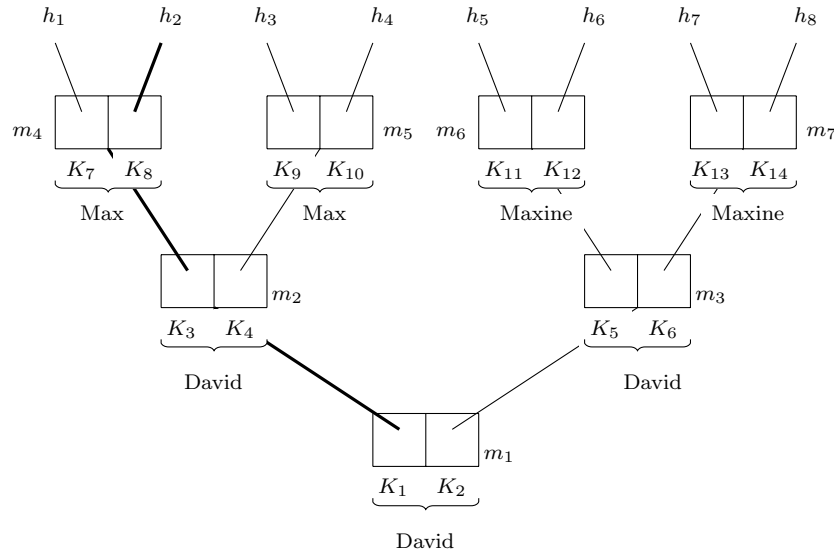 h₁ h₂ h₃ h₄ h₅ h₆ h₇ h₈
m₄ m₅ m₆ m₇
K₇ K₈ K₉ K₁₀ K₁₁ K₁₂ K₁₃ K₁₄
Max Max Maxine Maxine
m₂ m₃
K₃ K₄ K₅ K₆
David David
m₁
K₁ K₂
David